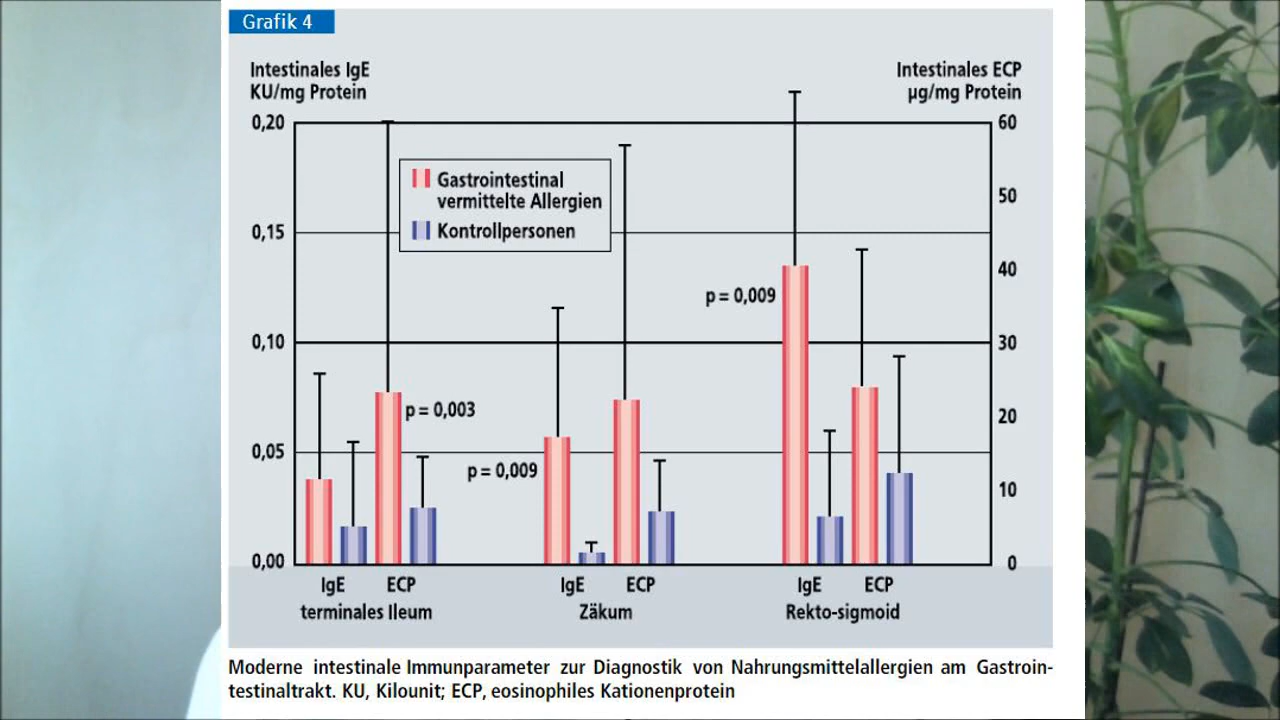 Grafik 4
Intestinales IgE
KU/mg Protein
Intestinales ECP
µg/mg Protein
0,20
0,15
0,10
0,05
0,00
60
50
40
30
20
10
0
Gastrointestinal
vermittelte Allergien
Kontrollpersonen
p = 0,003
p = 0,009
p = 0,009
IgE ECP IgE ECP IgE ECP
terminales Ileum Zäkum Rekto-sigmoid
Moderne intestinale Immunparameter zur Diagnostik von Nahrungsmittelallergien am Gastroin-
testinaltrakt. KU, Kilounit; ECP, eosinophiles Kationenprotein